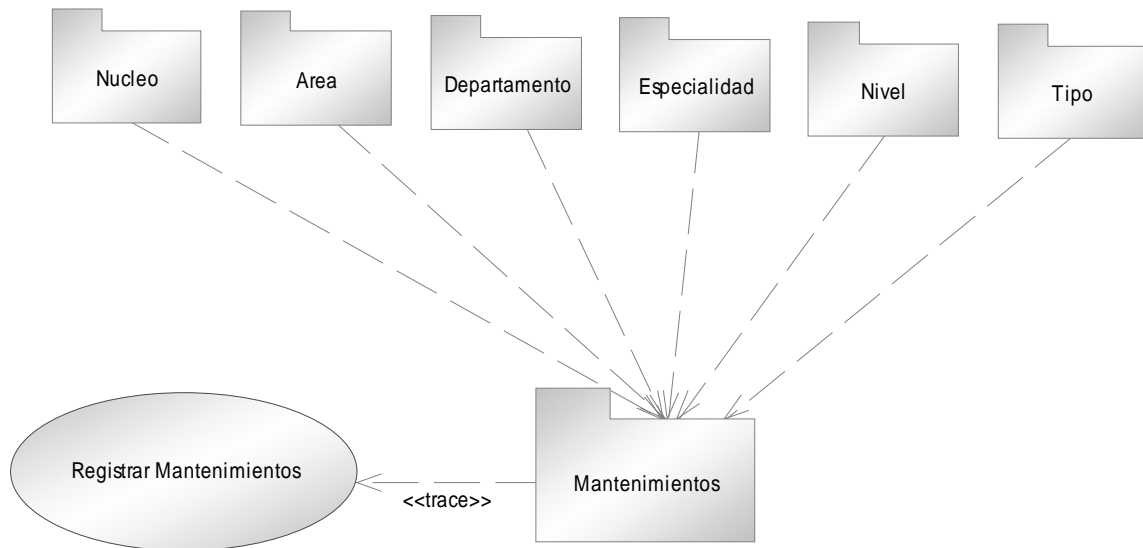 Nucleo
Area
Departamento
Especialidad
Nivel
Tipo
Registrar Mantenimientos
<<trace>>
Mantenimientos